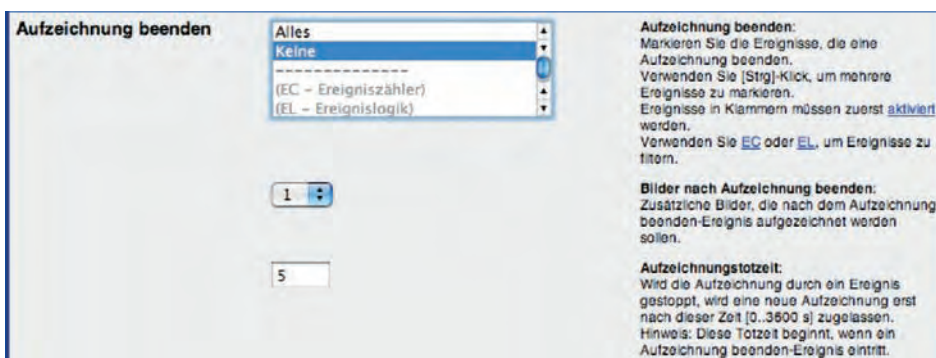 Aufzeichnung beenden
Alles
Keine
--------------
(EC – Ereigniszähler)
(EL – Ereignislogik)
Aufzeichnung beenden:
Markieren Sie die Ereignisse, die eine
Aufzeichnung beenden.
Verwenden Sie [Strg]-Klick, um mehrere
Ereignisse zu markieren.
Ereignisse in Klammern müssen zuerst aktiviert
werden.
Verwenden Sie EC oder EL, um Ereignisse zu
filtern.
1
Bilder nach Aufzeichnung beenden:
Zusätzliche Bilder, die nach dem Aufzeichnung
beenden-Ereignis aufgezeichnet werden
sollen.
5
Aufzeichnungstotzeit:
Wird die Aufzeichnung durch ein Ereignis
gestoppt, wird eine neue Aufzeichnung erst
nach dieser Zeit [0..3600 s] zugelassen.
Hinweis: Diese Totzeit beginnt, wenn ein
Aufzeichnung beenden-Ereignis eintritt.